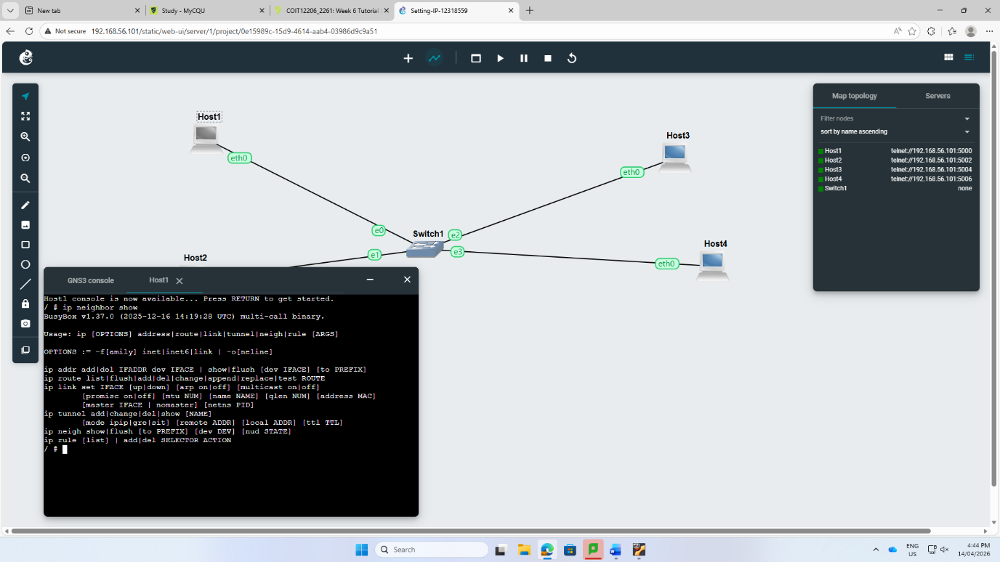 New tab
Study - MyCQU
COIT12206_2261: Week 6 Tutorial
Setting-IP-12318559
Not secure
192.168.56.101/static/web-ui/server/1/project/0e15989c-15d9-4614-aab4-03986d9c9a51
Map topology
Servers
Filter nodes
sort by name ascending
Host1 telnet://192.168.56.101:5000
Host2 telnet://192.168.56.101:5002
Host3 telnet://192.168.56.101:5004
Host4 telnet://192.168.56.101:5006
Switch1 none
Host1
eth0
Host3
eth0
e0
Switch1
e2
e1
e3
Host4
eth0
Host2
GNS3 console
Host1
Host1 console is now available... Press RETURN to get started.
/ # ip neighbor show
BusyBox v1.37.0 (2025-12-16 14:19:28 UTC) multi-call binary.
Usage: ip [OPTIONS] address|route|link|tunnel|neigh|rule [ARGS]
OPTIONS := -f[amily] inet|inet6|link | -o[neline]
ip addr add|del IFADDR dev IFACE | show|flush [dev IFACE] [to PREFIX]
ip route list|flush|add|del|change|append|replace|test ROUTE
ip link set IFACE [up|down] [arp on|off] [multicast on|off]
[promisc on|off] [mtu NUM] [name NAME] [qlen NUM] [address MAC]
[master IFACE | nomaster] [netns PID]
ip tunnel add|change|del|show [NAME]
[mode ipip|gre|sit] [remote ADDR] [local ADDR] [ttl TTL]
ip neigh show|flush [to PREFIX] [dev DEV] [nud STATE]
ip rule [list] | add|del SELECTOR ACTION
/ #
Search
ENG
US
4:44 PM
14/04/2026